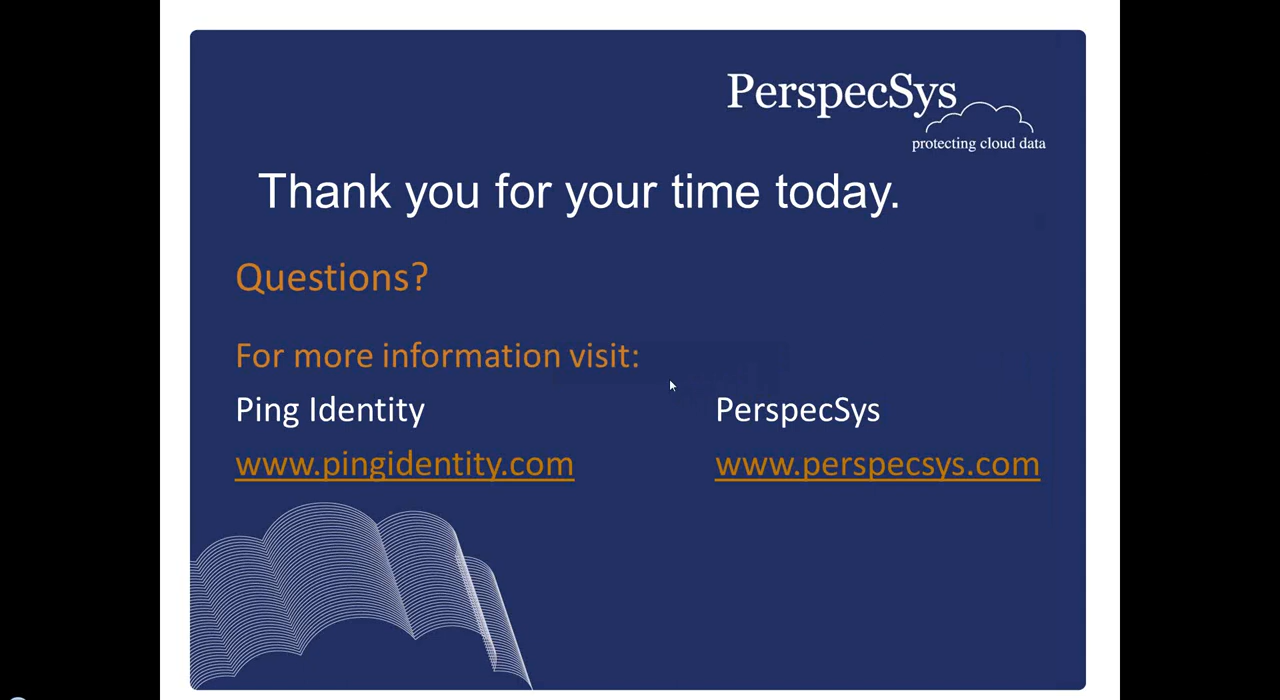 PerspecSys
protecting cloud data
Thank you for your time today.
Questions?
For more information visit:
Ping Identity
PerspecSys
www.pingidentity.com
www.perspecsys.com